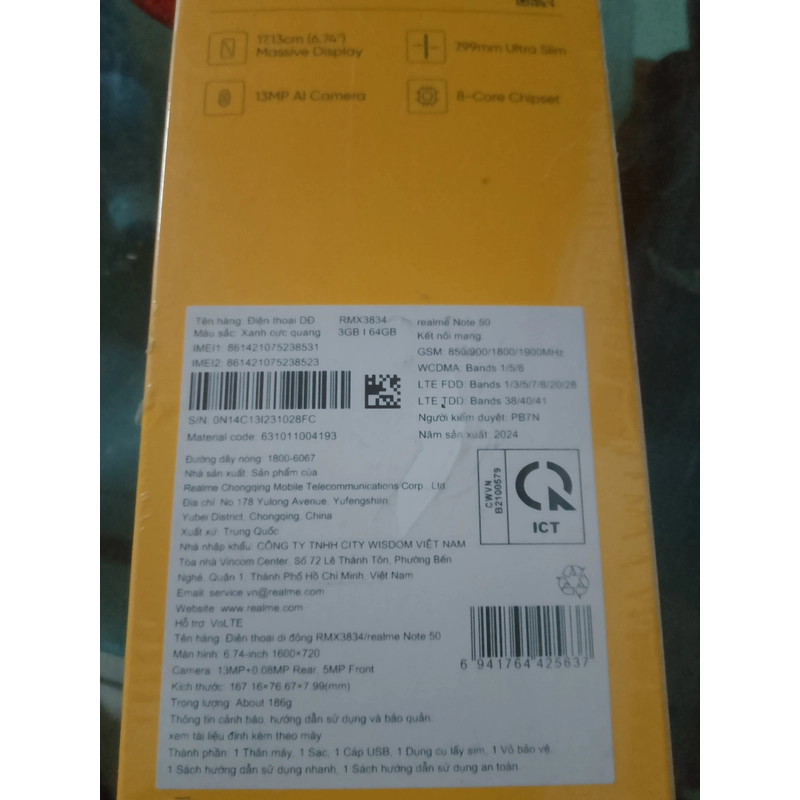 17.13cm (6.74")
Massive Display
7.99mm Ultra Slim
13MP AI Camera
8-Core Chipset
Tên hàng: Điện thoại DĐ RMX3834
Màu sắc: Xanh cực quang 3GB | 64GB
IMEI1: 861421075238531
IMEI2: 861421075238523
S/N: 0N14C13I231028FC
Material code: 631011004193
realme Note 50
Kết nối mạng:
GSM: 850/900/1800/1900MHz
WCDMA: Bands 1/5/8
LTE FDD: Bands 1/3/5/7/8/20/28
LTE TDD: Bands 38/40/41
Người kiểm duyệt: PB7N
Năm sản xuất: 2024
Đường dây nóng: 1800-6067
Nhà sản xuất: Sản phẩm của
Realme Chongqing Mobile Telecommunications Corp., Ltd.
Địa chỉ: No 178 Yulong Avenue, Yufengshan,
Yubei District, Chongqing, China
Xuất xứ: Trung Quốc
Nhà nhập khẩu: CÔNG TY TNHH CITY WISDOM VIỆT NAM
Tòa nhà Vincom Center, Số 72 Lê Thánh Tôn, Phường Bến
Nghé, Quận 1, Thành Phố Hồ Chí Minh, Việt Nam
Email: service.vn@realme.com
Website: www.realme.com
Hỗ trợ: VoLTE
Tên hàng: Điện thoại di động RMX3834/realme Note 50
Màn hình: 6.74-inch 1600×720
Camera: 13MP+0.08MP Rear, 5MP Front
Kích thước: 167.16×76.67×7.99(mm)
Trọng lượng: About 186g
Thông tin cảnh báo, hướng dẫn sử dụng và bảo quản:
xem tài liệu đính kèm theo máy
Thành phần: 1 Thân máy, 1 Sạc, 1 Cáp USB, 1 Dụng cụ lấy sim, 1 Vỏ bảo vệ,
1 Sách hướng dẫn sử dụng nhanh, 1 Sách hướng dẫn sử dụng an toàn.
CWVN
B2100579
ICT
6 941764 425637